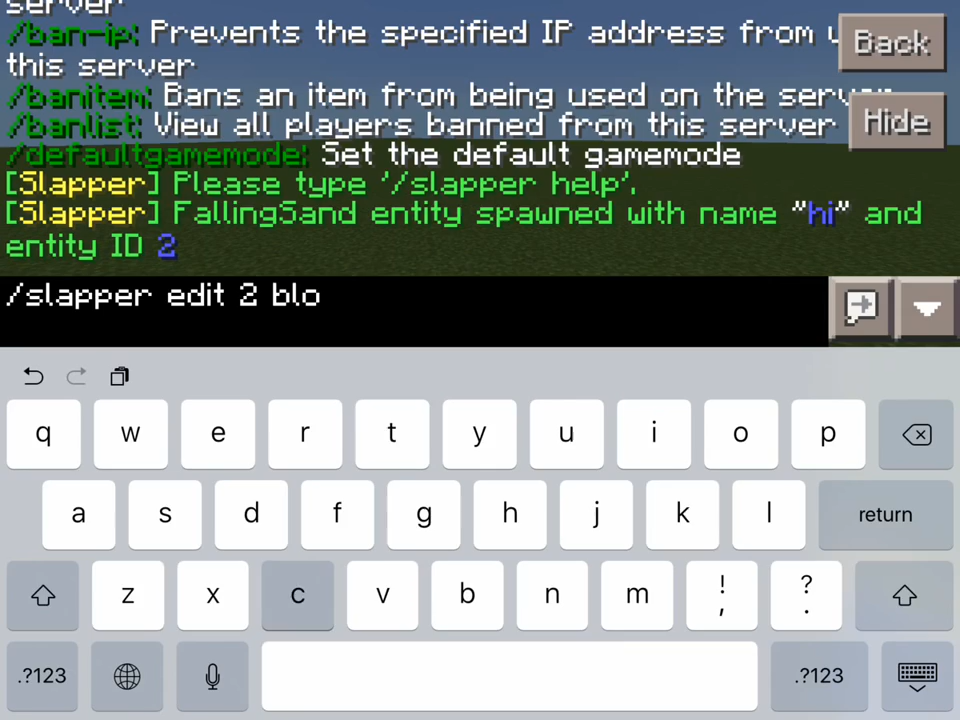 server
/ban-ip: Prevents the specified IP address from u
this server
/banitem: Bans an item from being used on the server
/banlist: View all players banned from this server
/defaultgamemode: Set the default gamemode
[Slapper] Please type '/slapper help'.
[Slapper] FallingSand entity spawned with name "hi" and
entity ID 2
Back
Hide
/slapper edit 2 blo
q w e r t y u i o p
a s d f g h j k l return
z x c v b n m ! , ? .
.?123 .?123